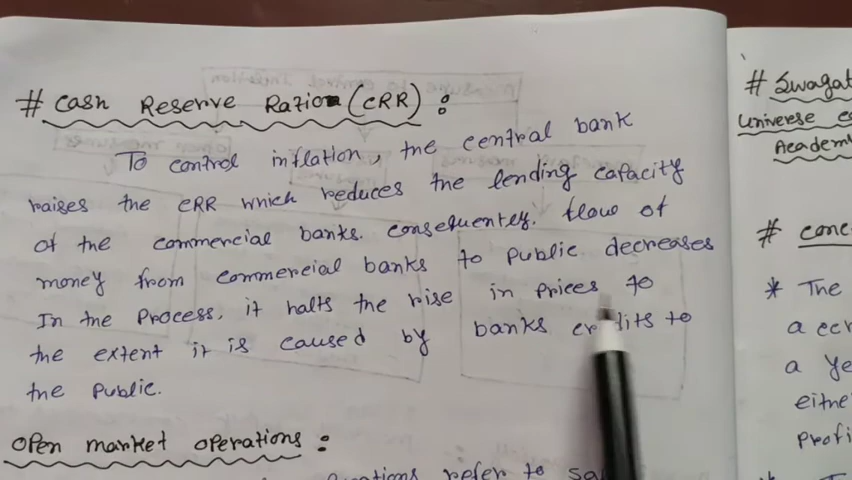 # Cash Reserve Ratio (CRR) :
To control inflation, the central bank
raises the CRR which reduces the lending capacity
of the commercial banks. consequently. flow of
money from commercial banks to public decreases
In the process, it halts the rise in prices to
the extent it is caused by banks credits to
the public.
Open market operations :
refer to
# Swagat
Universe
Academ
# conc
* The
a
a ye
eithe
profi